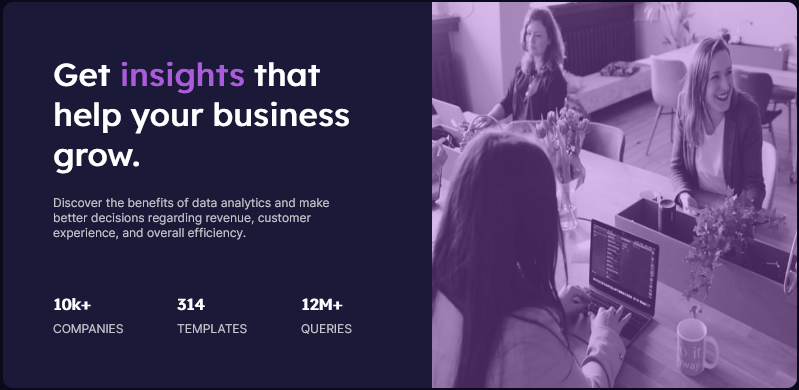 Get insights that
help your business
grow.
Discover the benefits of data analytics and make
better decisions regarding revenue, customer
experience, and overall efficiency.
10k+ 314 12M+
COMPANIES TEMPLATES QUERIES